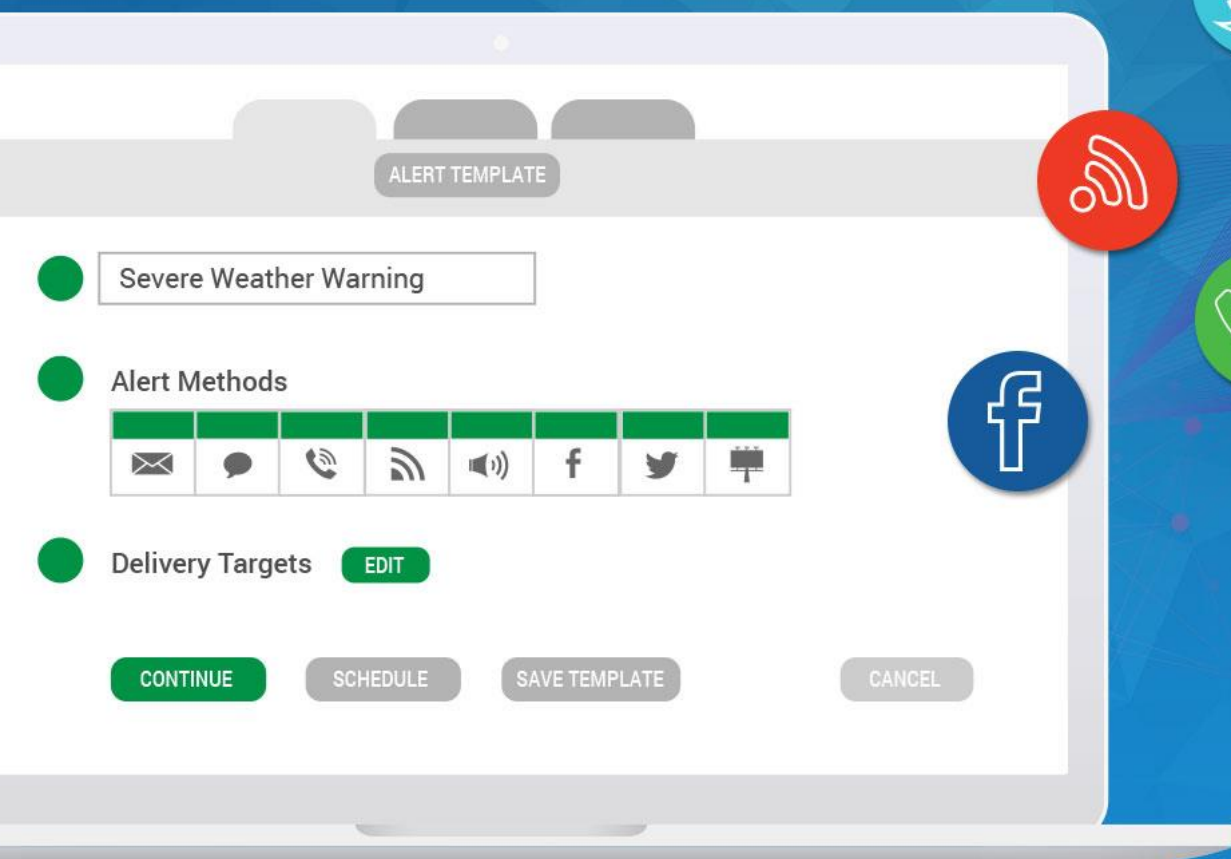 ALERT TEMPLATE
Severe Weather Warning
Alert Methods
Delivery Targets EDIT
CONTINUE SCHEDULE SAVE TEMPLATE CANCEL